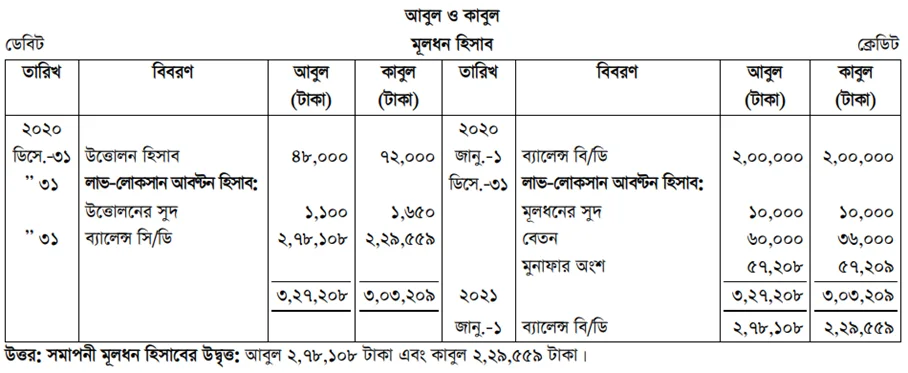 আবুল ও কাবুল
ডেবিট মূলধন হিসাব ক্রেডিট
তারিখ বিবরণ আবুল (টাকা) কাবুল (টাকা) তারিখ বিবরণ আবুল (টাকা) কাবুল (টাকা)
২০২০ ২০২০
ডিসে.-৩১ উত্তোলন হিসাব ৪৮,০০০ ৭২,০০০ জানু.-১ ব্যালেন্স বি/ডি ২,০০,০০০ ২,০০,০০০
” ৩১ লাভ-লোকসান আবণ্টন হিসাব: ডিসে.-৩১ লাভ-লোকসান আবণ্টন হিসাব:
উত্তোলনের সুদ ১,১০০ ১,৬৫০ মূলধনের সুদ ১০,০০০ ১০,০০০
” ৩১ ব্যালেন্স সি/ডি ২,৭৮,১০৮ ২,২৯,৫৫৯ বেতন ৬০,০০০ ৩৬,০০০
মুনাফার অংশ ৫৭,২০৮ ৫৭,২০৯
৩,২৭,২০৮ ৩,০৩,২০৯ ২০২১ ৩,২৭,২০৮ ৩,০৩,২০৯
জানু.-১ ব্যালেন্স বি/ডি ২,৭৮,১০৮ ২,২৯,৫৫৯
উত্তর: সমাপনী মূলধন হিসাবের উদ্বৃত্ত: আবুল ২,৭৮,১০৮ টাকা এবং কাবুল ২,২৯,৫৫৯ টাকা।